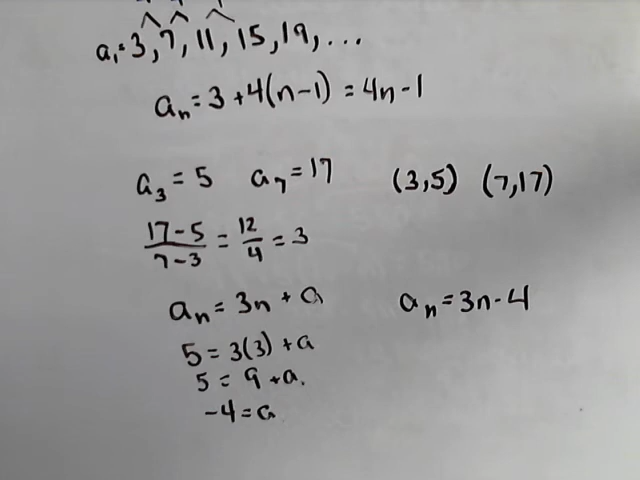 a₁=3, 7, 11, 15, 19, ...
aₙ = 3 + 4(n-1) = 4n-1
a₃ = 5 a₇ = 17 (3,5) (7,17)
17-5/7-3 = 12/4 = 3
aₙ = 3n + a aₙ = 3n-4
5 = 3(3) + a
5 = 9 + a.
-4 = a